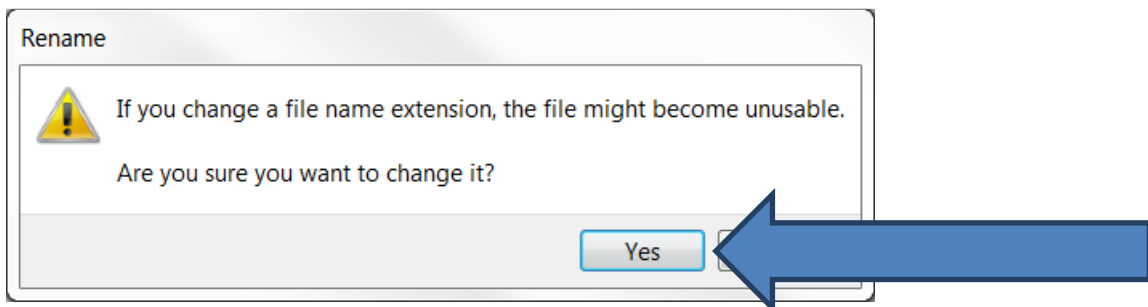 Rename
If you change a file name extension, the file might become unusable.
Are you sure you want to change it?
Yes